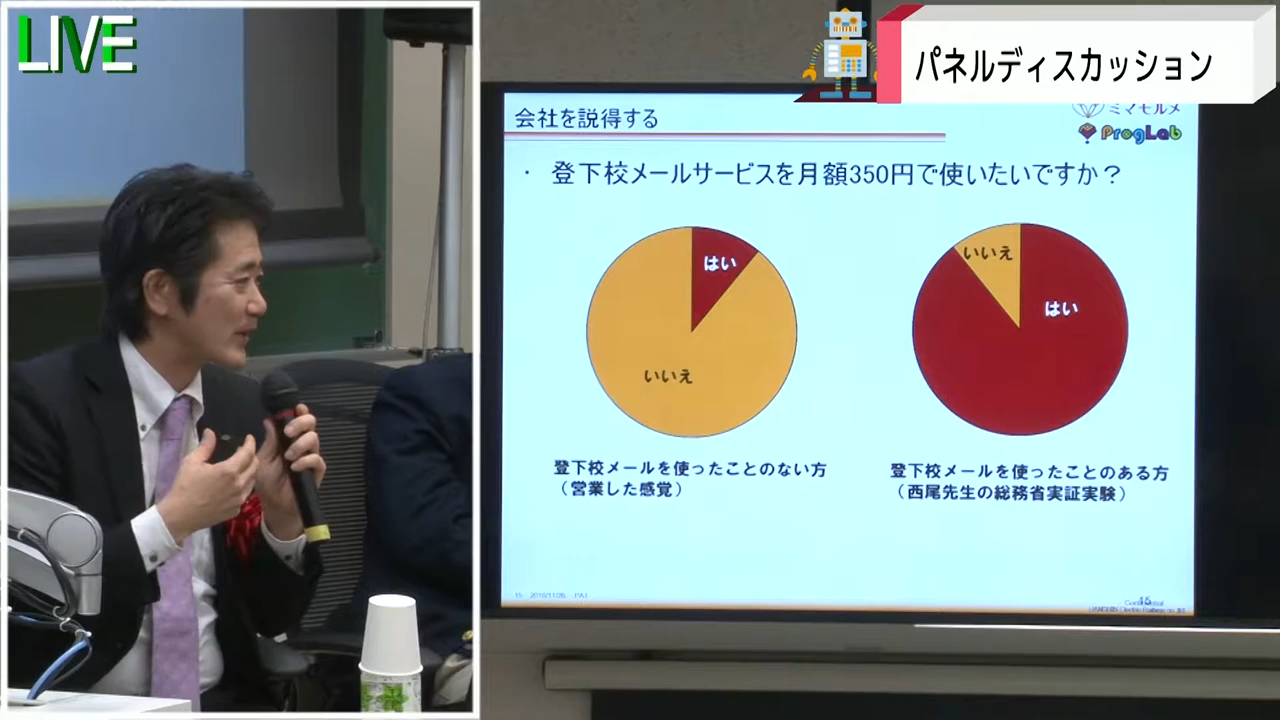 LIVE
パネルディスカッション
会社を説得する
ミマモルメ
ProgLab
・ 登下校メールサービスを月額350円で使いたいですか？
はい
いいえ
いいえ
はい
登下校メールを使ったことのない方
（営業した感覚）
登下校メールを使ったことのある方
（西尾先生の総務省実証実験）
15